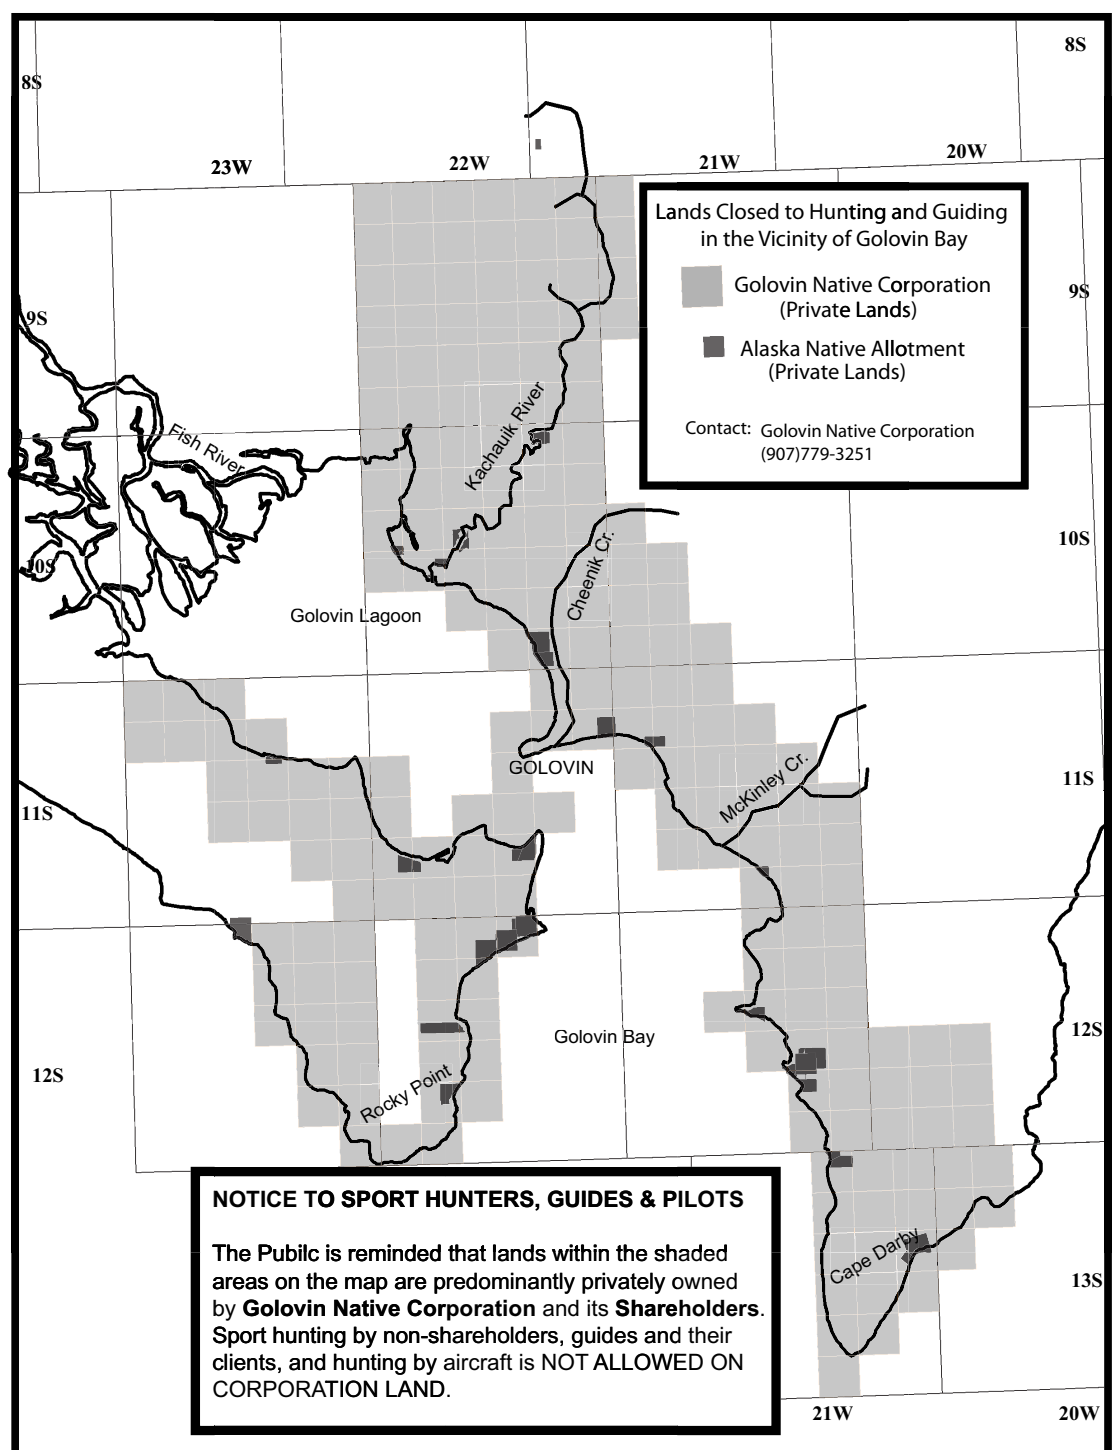 8S
8S
23W
22W
21W
20W
Lands Closed to Hunting and Guiding
in the Vicinity of Golovin Bay
Golovin Native Corporation
(Private Lands)
Alaska Native Allotment
(Private Lands)
Contact: Golovin Native Corporation
(907)779-3251
9S
9S
Fish River
Kachauik River
10S
10S
Cheenik Cr.
Golovin Lagoon
GOLOVIN
McKinley Cr.
11S
11S
Golovin Bay
12S
12S
Rocky Point
Cape Darby
13S
NOTICE TO SPORT HUNTERS, GUIDES & PILOTS
The Pubilc is reminded that lands within the shaded
areas on the map are predominantly privately owned
by Golovin Native Corporation and its Shareholders.
Sport hunting by non-shareholders, guides and their
clients, and hunting by aircraft is NOT ALLOWED ON
CORPORATION LAND.
21W
20W